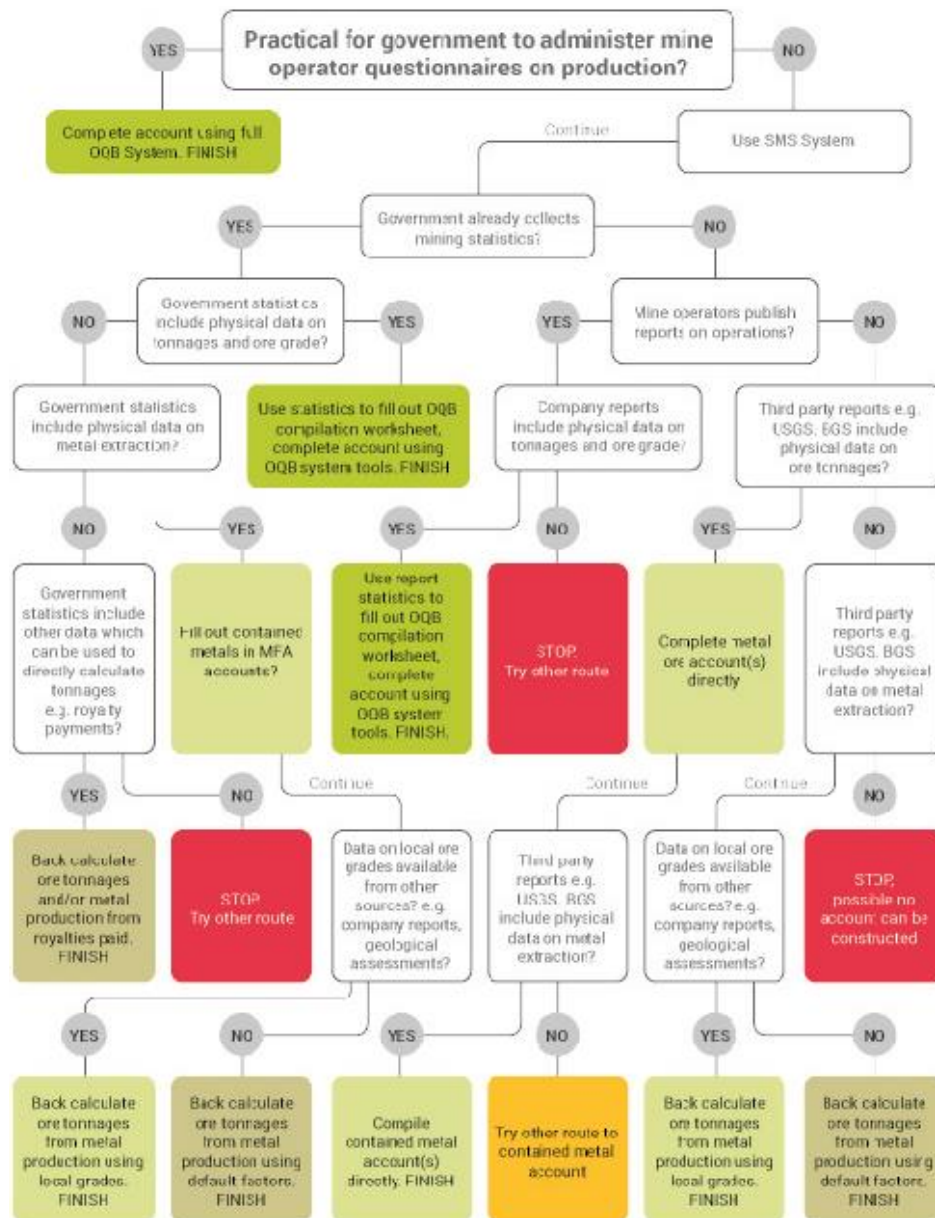 YES
Practical for government to administer mine
operator questionnaires on production?
NO
Complete account using full
OQB System. FINISH
Continue
Use SMS System
YES
Government already collects
mining statistics?
NO
NO
Government statistics
include physical data on
tonnages and ore grade?
YES
YES
Mine operators publish
reports on operations?
NO
Government statistics
include physical data on
metal extraction?
Use statistics to fill out OQB
compilation worksheet,
complete account using
OQB system tools. FINISH
Company reports
include physical data on
tonnages and ore grade?
Third party reports e.g.
USGS, BGS include
physical data on
ore tonnages?
NO
YES
YES
NO
YES
NO
Government
statistics include
other data which
can be used to
directly calculate
tonnages
e.g. royalty
payments?
Fill out contained
metals in MFA
accounts?
Use report
statistics to
fill out OQB
compilation
worksheet,
complete
account using
OQB system
tools. FINISH.
STOP.
Try other route
Complete metal
ore account(s)
directly
Third party
reports e.g.
USGS, BGS
include physical
data on metal
extraction?
YES
NO
Continue
Continue
Continue
NO
Back calculate
ore tonnages
and/or metal
production from
royalties paid.
FINISH
STOP.
Try other route
Data on local ore
grades available
from other
sources? e.g.
company reports,
geological
assessments?
Third party
reports e.g.
USGS, BGS
include physical
data on metal
extraction?
Data on local ore
grades available
from other
sources? e.g.
company reports,
geological
assessments?
STOP,
possible no
account can be
constructed
YES
NO
YES
NO
YES
NO
Back calculate
ore tonnages
from metal
production using
local grades.
FINISH
Back calculate
ore tonnages
from metal
production using
default factors.
FINISH
Compile
contained metal
account(s)
directly. FINISH
Try other route to
contained metal
account
Back calculate
ore tonnages
from metal
production using
local grades.
FINISH
Back calculate
ore tonnages
from metal
production using
default factors.
FINISH